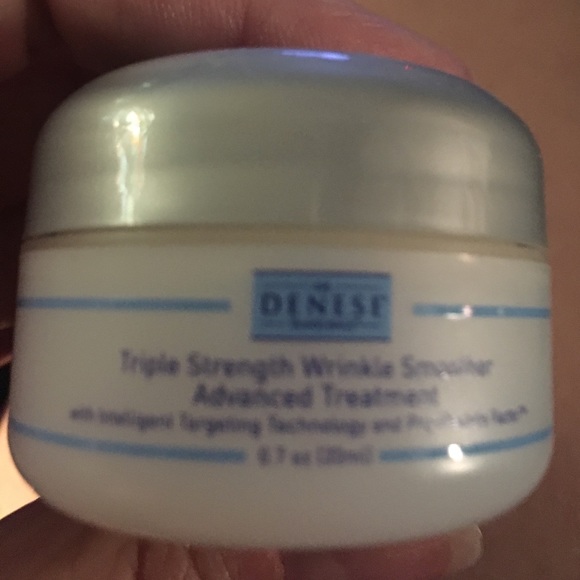 DENISE
Triple Strength Wrinkle Smoother
Advanced Treatment
with Intelligent Targeting Technology and
0.7 oz (20ml)